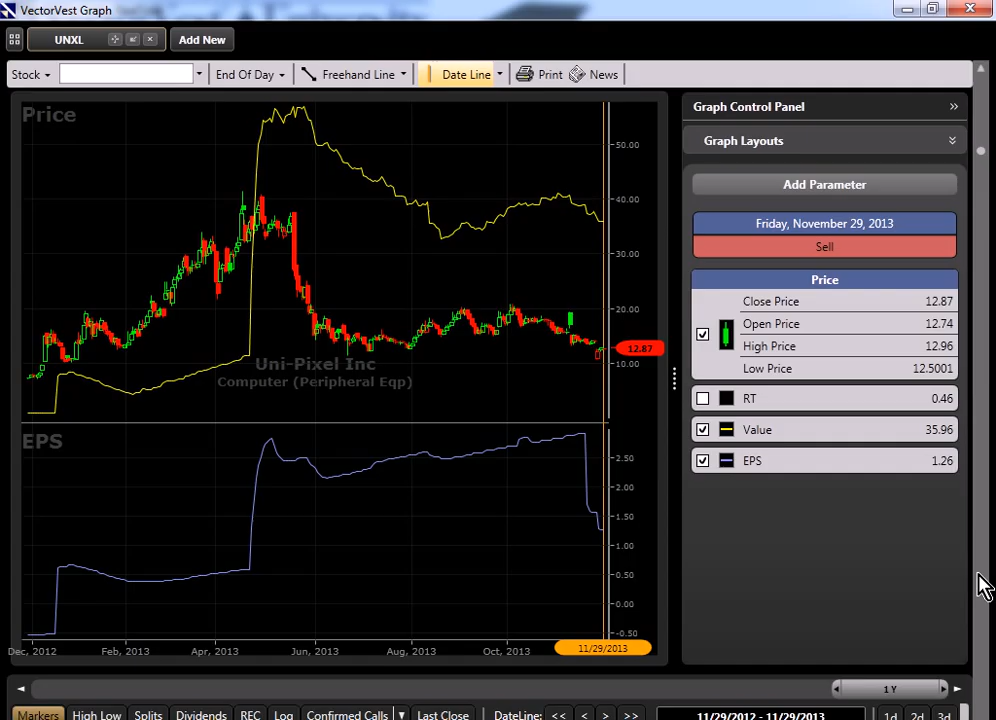 VectorVest Graph
UNXL
Add New
Stock
End Of Day
Freehand Line
Date Line
Print
News
Price
50.00
40.00
30.00
20.00
12.87
10.00
Uni-Pixel Inc
Computer (Peripheral Eqp)
EPS
2.50
2.00
1.50
1.00
0.50
0.00
-0.50
Dec, 2012
Feb, 2013
Apr, 2013
Jun, 2013
Aug, 2013
Oct, 2013
11/29/2013
Graph Control Panel
Graph Layouts
Add Parameter
Friday, November 29, 2013
Sell
Price
Close Price 12.87
Open Price 12.74
High Price 12.96
Low Price 12.5001
RT 0.46
Value 35.96
EPS 1.26
1 Y
Markers High Low Splits Dividends REC Log Confirmed Calls Last Close DateLine: << < > >> 11/29/2012 - 11/29/2013 1d 2d 3d